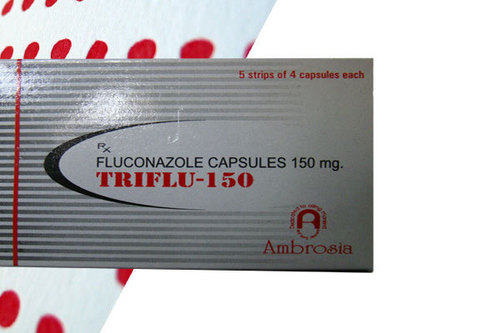 5 strips of 4 capsules each
Rx
FLUCONAZOLE CAPSULES 150 mg.
TRIFLU-150
Ambrosia